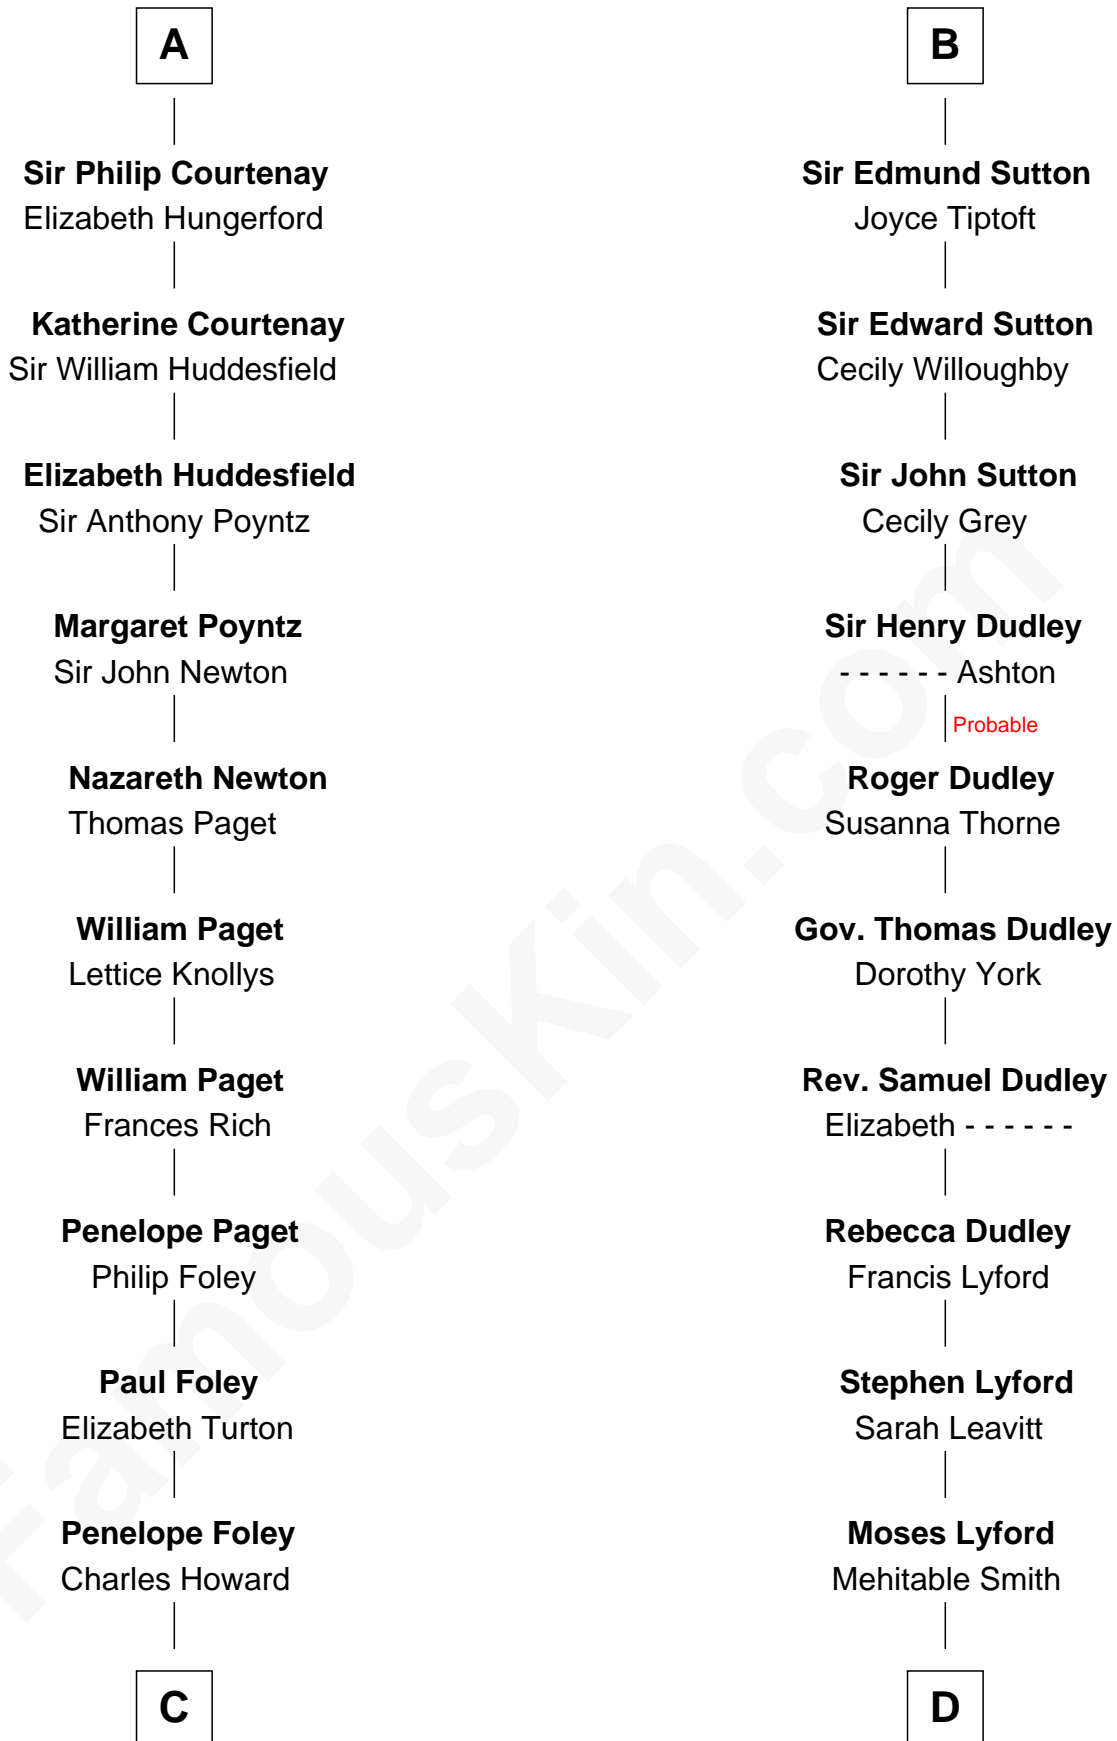 A
Sir Philip Courtenay
Elizabeth Hungerford
Katherine Courtenay
Sir William Huddesfield
Elizabeth Huddesfield
Sir Anthony Poyntz
Margaret Poyntz
Sir John Newton
Nazareth Newton
Thomas Paget
William Paget
Lettice Knollys
William Paget
Frances Rich
Penelope Paget
Philip Foley
Paul Foley
Elizabeth Turton
Penelope Foley
Charles Howard
C
B
Sir Edmund Sutton
Joyce Tiptoft
Sir Edward Sutton
Cecily Willoughby
Sir John Sutton
Cecily Grey
Sir Henry Dudley
- - - - - - Ashton
Probable
Roger Dudley
Susanna Thorne
Gov. Thomas Dudley
Dorothy York
Rev. Samuel Dudley
Elizabeth - - - - - -
Rebecca Dudley
Francis Lyford
Stephen Lyford
Sarah Leavitt
Moses Lyford
Mehitable Smith
D
FamousKin.com